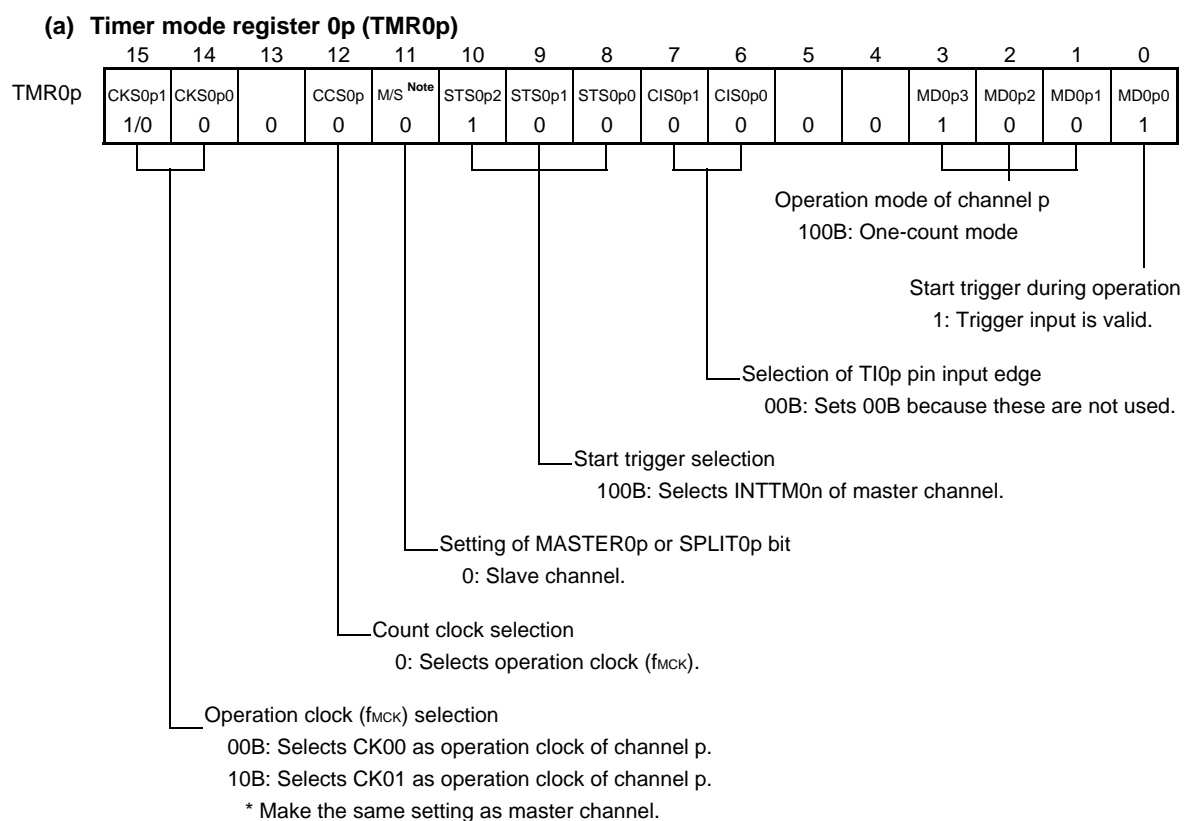 (a) Timer mode register 0p (TMR0p)
15 14 13 12 11 10 9 8 7 6 5 4 3 2 1 0
TMR0p CKS0p1 CKS0p0 CCS0p M/S Note STS0p2 STS0p1 STS0p0 CIS0p1 CIS0p0 MD0p3 MD0p2 MD0p1 MD0p0
1/0 0 0 0 0 1 0 0 0 0 0 0 1 0 0 1
Operation mode of channel p
100B: One-count mode
Start trigger during operation
1: Trigger input is valid.
Selection of TI0p pin input edge
00B: Sets 00B because these are not used.
Start trigger selection
100B: Selects INTTM0n of master channel.
Setting of MASTER0p or SPLIT0p bit
0: Slave channel.
Count clock selection
0: Selects operation clock (fMCK).
Operation clock (fMCK) selection
00B: Selects CK00 as operation clock of channel p.
10B: Selects CK01 as operation clock of channel p.
* Make the same setting as master channel.